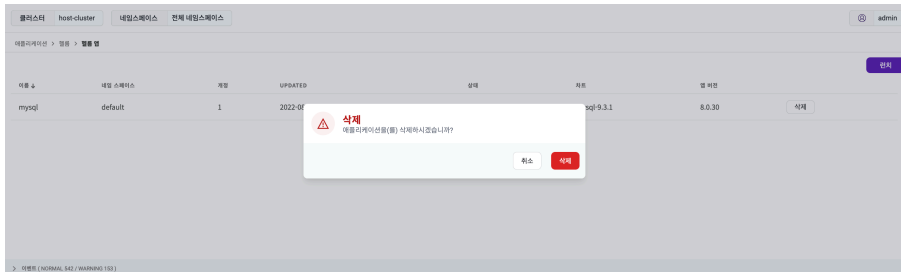 클러스터 host-cluster 네임스페이스 전체 네임스페이스 admin
애플리케이션 > 헬름 > 헬름 앱
런치
이름 네임 스페이스 개정 UPDATED 상태 차트 앱 버전
mysql default 1 2022-08 sql-9.3.1 8.0.30 삭제
삭제
애플리케이션을(를) 삭제하시겠습니까?
취소 삭제
> 이벤트 ( NORMAL 542 / WARNING 153 )